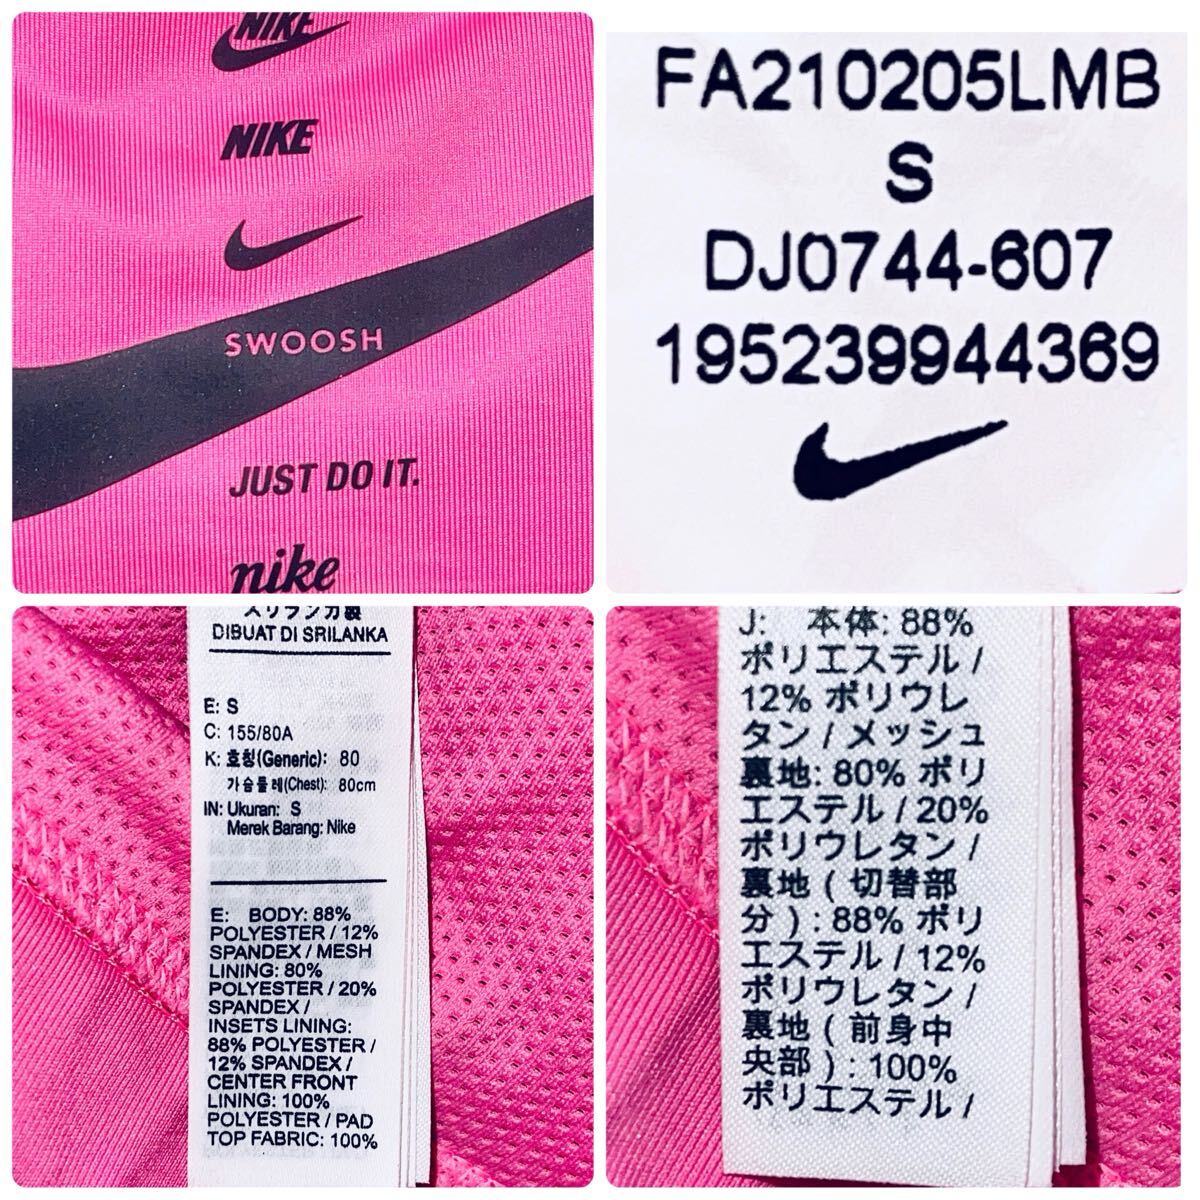 NIKE
NIKE
SWOOSH
JUST DO IT.
nike
FA210205LMB
S
DJ0744-607
195239944369
スリランカ製
DIBUAT DI SRILANKA
E: S
C: 155/80A
K: 호칭(Generic): 80
가슴둘레(Chest): 80cm
IN: Ukuran: S
Merek Barang: Nike
E: BODY: 88%
POLYESTER / 12%
SPANDEX / MESH
LINING: 80%
POLYESTER / 20%
SPANDEX /
INSETS LINING:
88% POLYESTER /
12% SPANDEX /
CENTER FRONT
LINING: 100%
POLYESTER / PAD
TOP FABRIC: 100%
J: 本体: 88%
ポリエステル /
12% ポリウレ
タン / メッシュ
裏地: 80% ポリ
エステル / 20%
ポリウレタン /
裏地 ( 切替部
分 ) : 88% ポリ
エステル / 12%
ポリウレタン /
裏地 ( 前身中
央部 ) : 100%
ポリエステル /